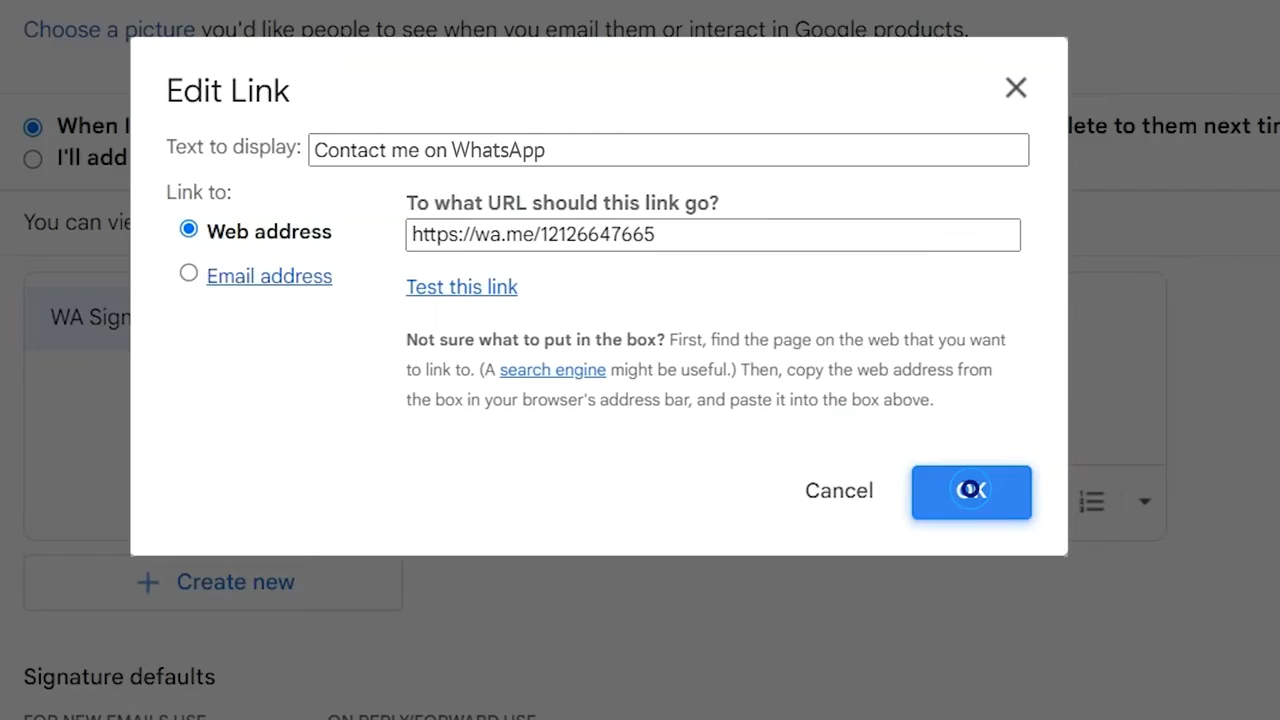 Choose a picture you'd like people to see when you email them or interact in Google products.
Edit Link
When I
lete to them next
Text to display: Contact me on WhatsApp
I'll add
Link to:
To what URL should this link go?
You can
Web address
https://wa.me/12126647665
Email address
Test this link
WA
Not sure what to put in the box? First, find the page on the web that you want
to link to. (A search engine might be useful.) Then, copy the web address from
the box in your browser's address bar, and paste it into the box above.
Cancel
OK
+ Create new
Signature defaults
FOR NEW EMAILS USE
ON REPLY/FORWARD USE